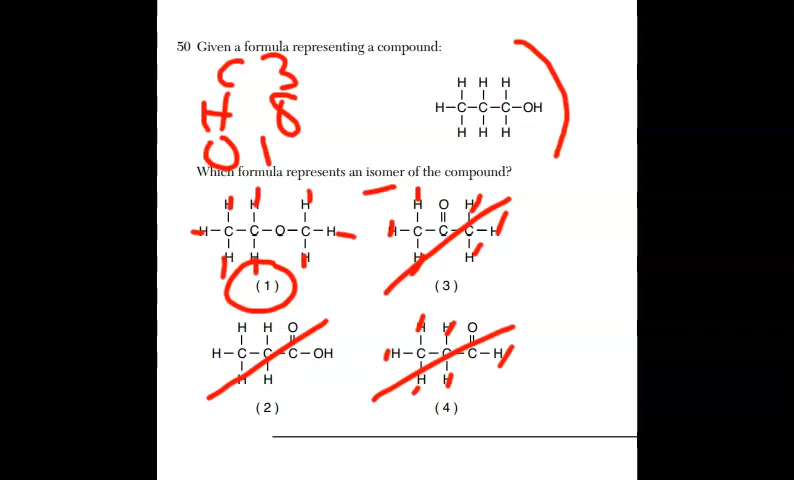 50 Given a formula representing a compound:
C 3
H 8
O 1
H H H
H-C-C-C-OH
H H H
Which formula represents an isomer of the compound?
H H H
H-C-C-O-C-H
H H H
(1)
H O H
H-C-C-C-H
H H
(3)
H H O
H-C-C-C-OH
H H
(2)
H H O
H-C-C-C-H
H H
(4)